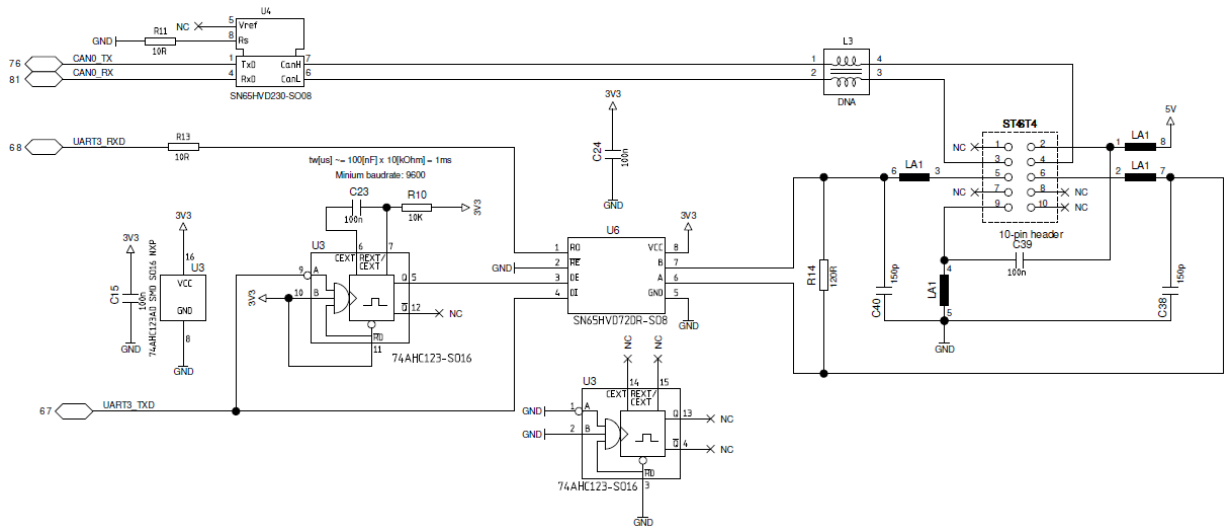 U4
NC
5
Vref
GND
R11
10R
8
Rs
76
CAN0_TX
1
TxD
CanH
7
81
CAN0_RX
4
RxD
CanL
6
SN65HVD230-SO08
L3
1
4
2
3
DNA
68
UART3_RXD
R13
10R
3V3
C24
100n
GND
tw[us] ~= 100[nF] x 10[kOhm] = 1ms
Minium baudrate: 9600
C23
100n
R10
10K
3V3
3V3
3V3
16
U3
VCC
GND
8
GND
C15
100n
GND
74AHC123AD SMD SO16 NXP
U3
6
7
CEXT REXT/
CEXT
9
A
Q
5
3V3
10
B
Q
12
NC
RD
11
74AHC123-SO16
67
UART3_TXD
U6
3V3
1
RO
VCC
8
GND
2
RE
B
7
3
DE
A
6
4
DI
GND
5
SN65HVD720R-SO8
GND
NC
NC
U3
14
15
CEXT REXT/
CEXT
GND
1
A
Q
13
NC
GND
2
B
Q
4
NC
RD
74AHC123-SO16
3
GND
ST4ST4
5V
NC
1
2
1
LA1
8
3
4
6
LA1
3
5
6
2
LA1
7
NC
7
8
NC
9
10
NC
10-pin header
C39
100n
R14
120R
C40
150p
LA1
4
5
GND
C38
150p